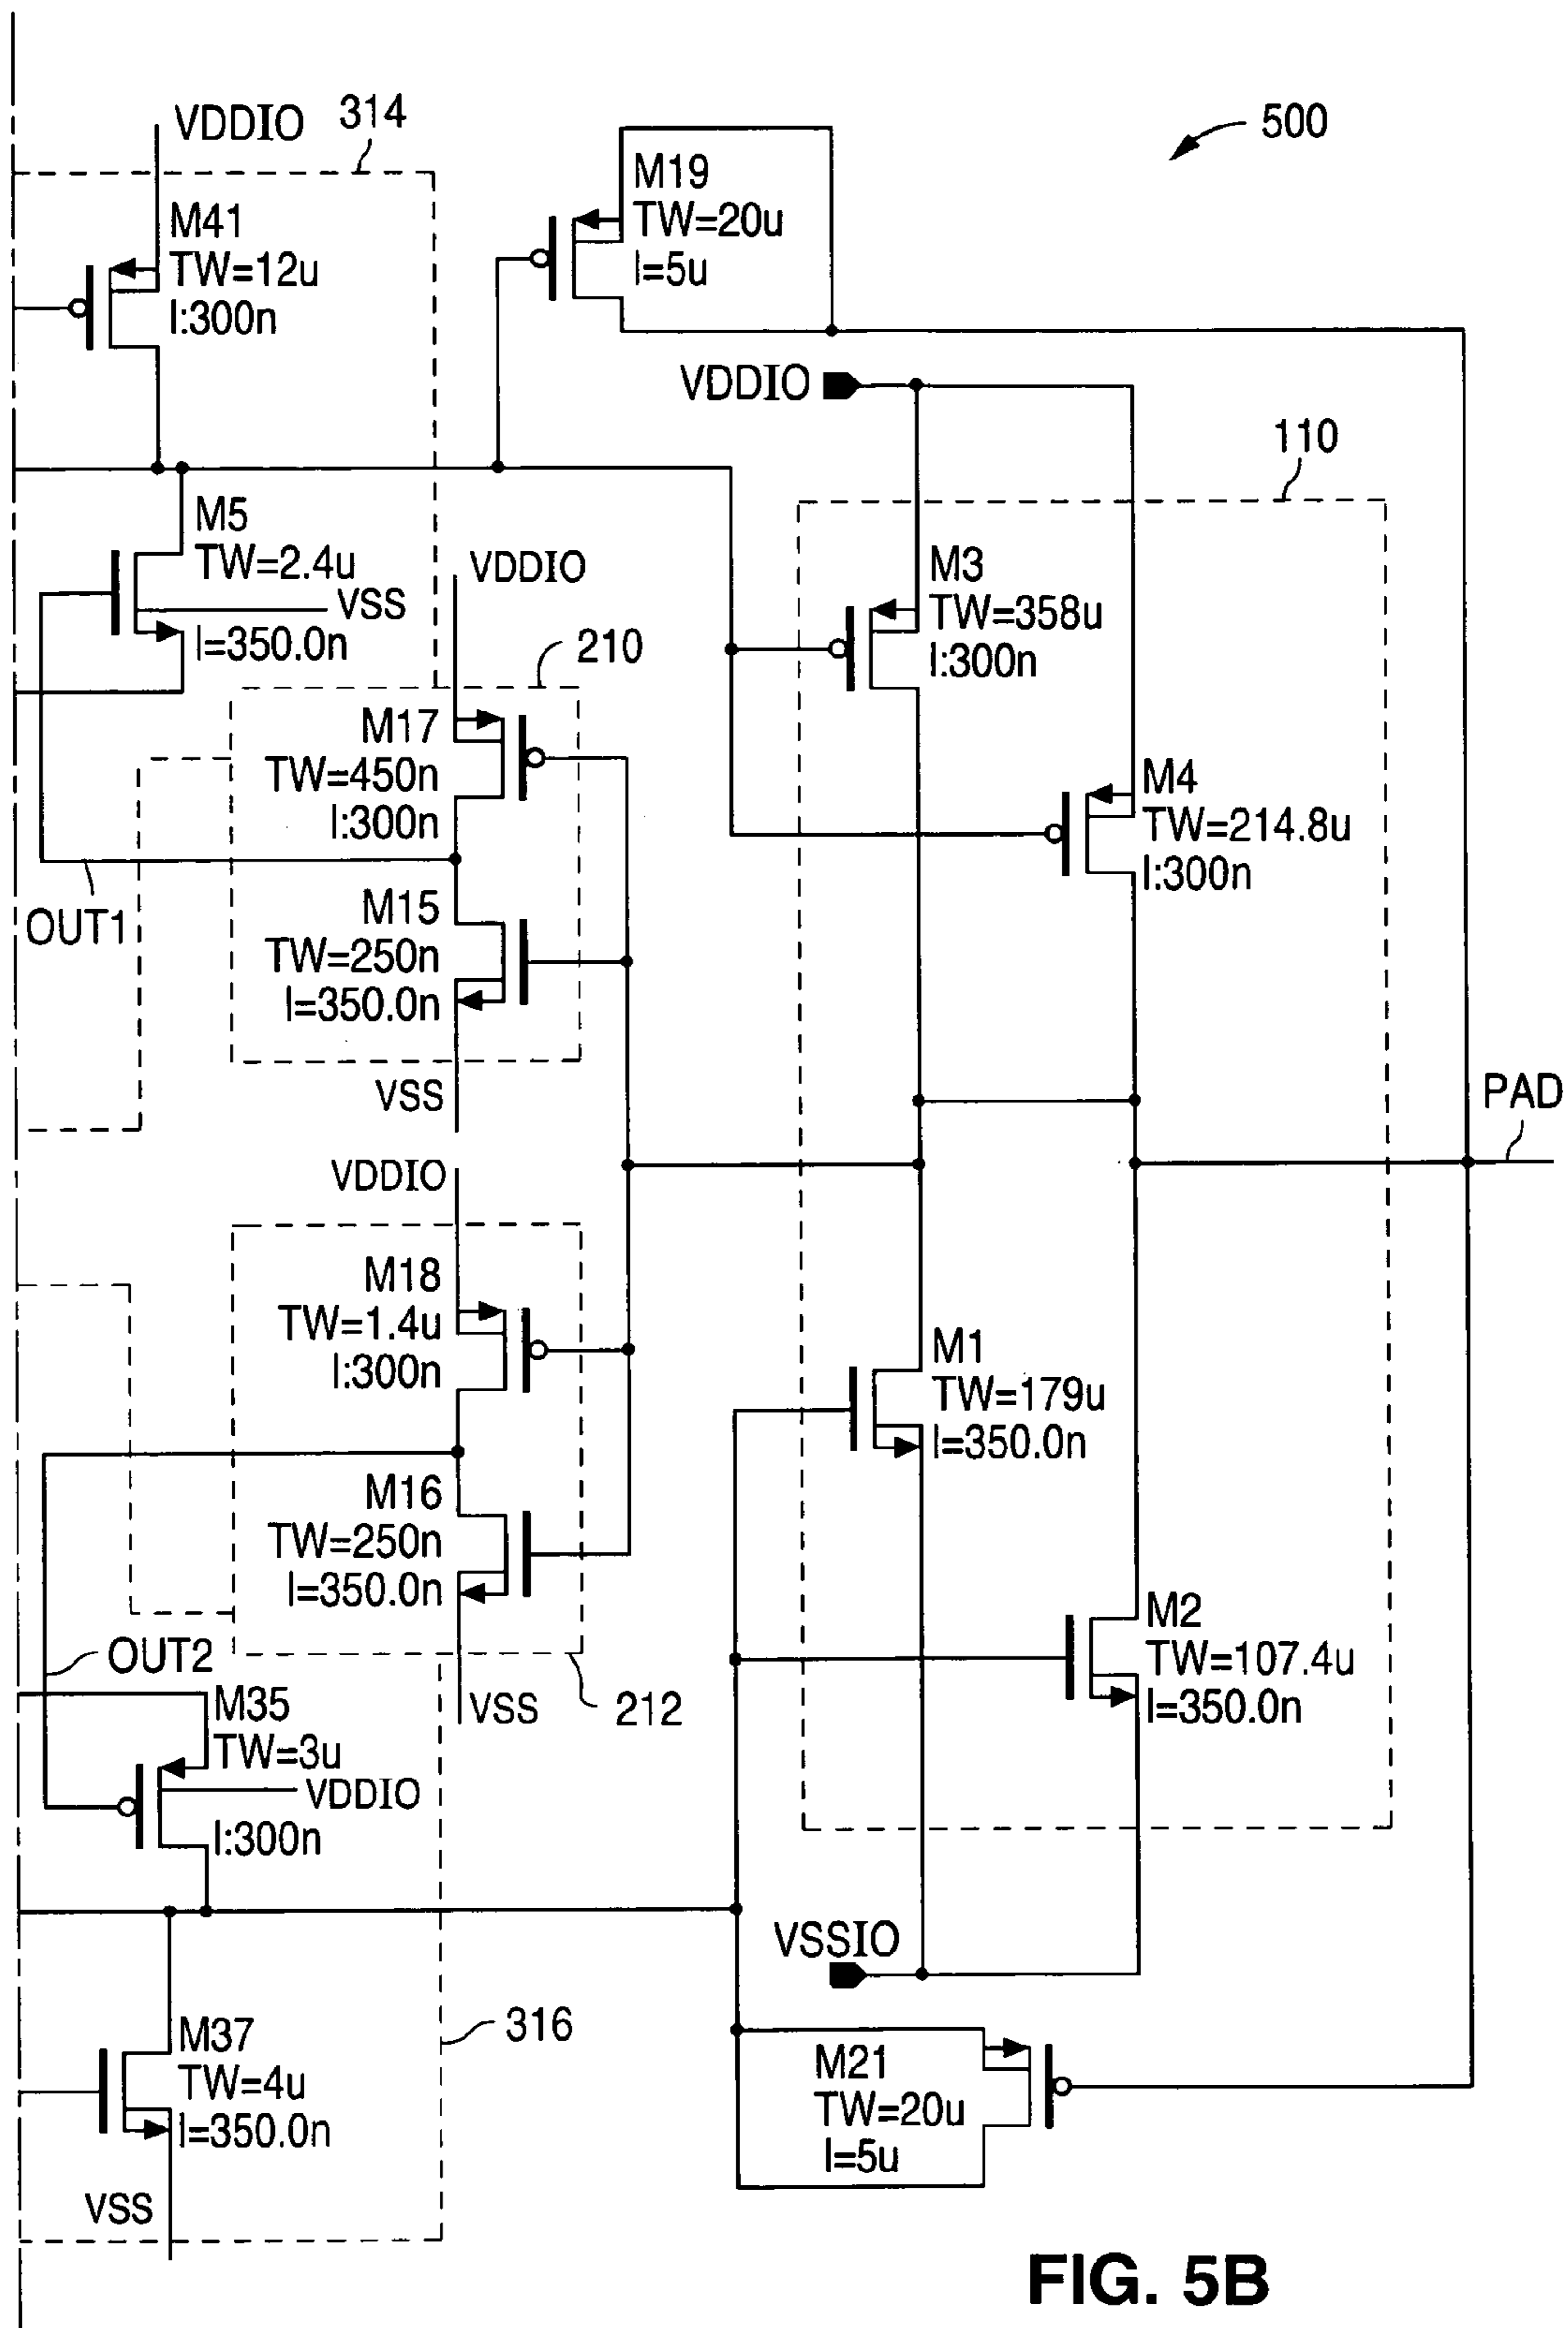 VDDIO
314
500
M41
TW=12u
l:300n
M19
TW=20u
l=5u
VDDIO
110
M5
TW=2.4u
VSS
l=350.0n
VDDIO
M3
TW=358u
l:300n
210
M17
TW=450n
l:300n
M4
TW=214.8u
l:300n
OUT1
M15
TW=250n
l=350.0n
VSS
PAD
VDDIO
M18
TW=1.4u
l:300n
M1
TW=179u
l=350.0n
M16
TW=250n
l=350.0n
OUT2
M2
TW=107.4u
l=350.0n
VSS
212
M35
TW=3u
VDDIO
l:300n
VSSIO
316
M37
TW=4u
l=350.0n
M21
TW=20u
l=5u
VSS
FIG. 5B